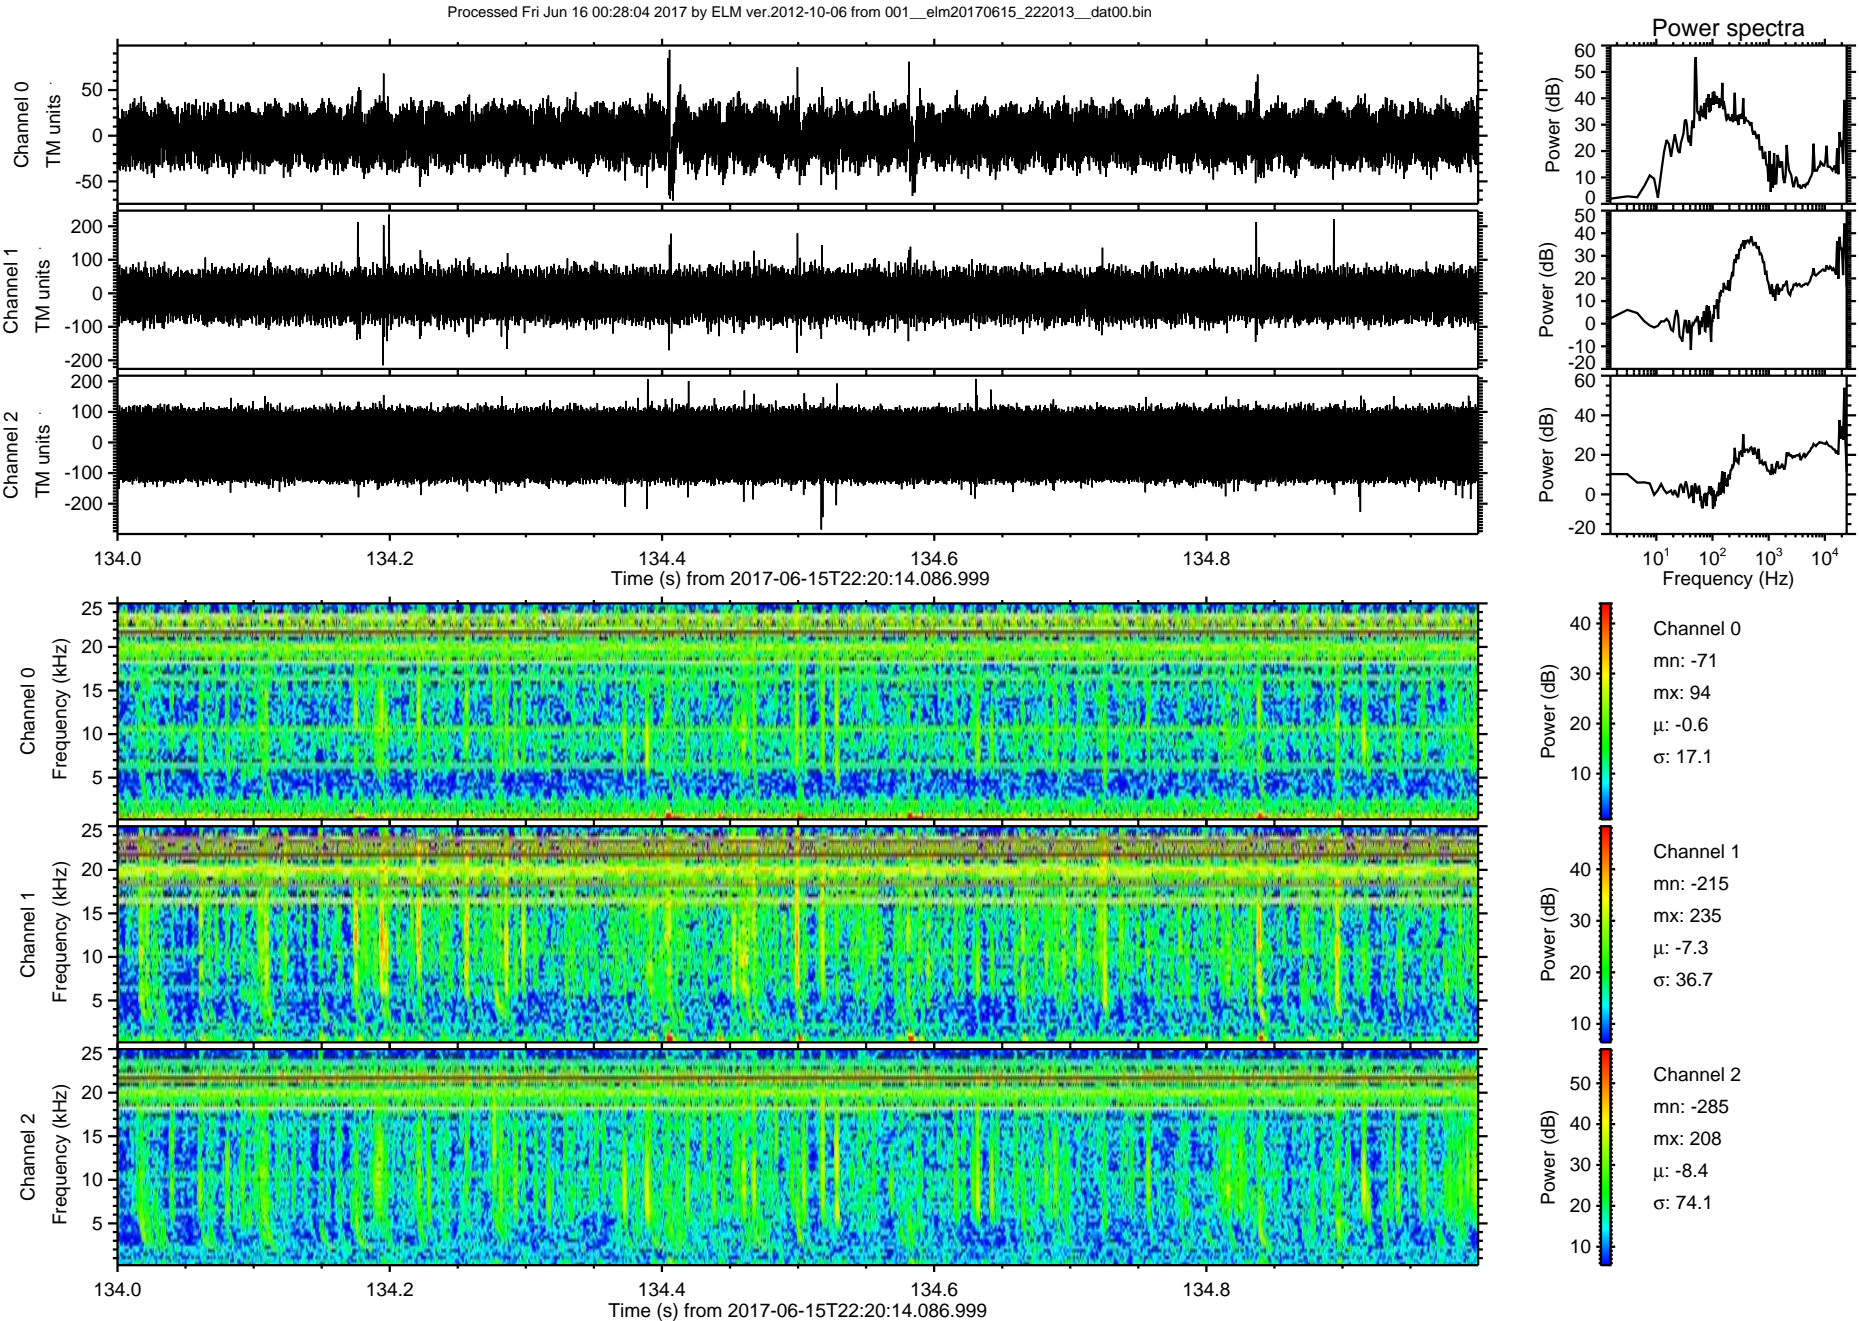 Processed Fri Jun 16 00:28:04 2017 by ELM ver.2012-10-06 from 001__elm20170615_222013__dat00.bin
Power spectra
Channel 0
TM units
50
0
-50
Power (dB)
60
50
40
30
20
10
0
Channel 1
TM units
200
100
0
-100
-200
Power (dB)
50
40
30
20
10
0
-10
-20
Channel 2
TM units
200
100
0
-100
-200
Power (dB)
60
40
20
0
-20
134.0 134.2 134.4 134.6 134.8
Time (s) from 2017-06-15T22:20:14.086.999
10^1 10^2 10^3 10^4
Frequency (Hz)
Channel 0
Frequency (kHz)
25
20
15
10
5
Power (dB)
40
30
20
10
Channel 0
mn: -71
mx: 94
μ: -0.6
σ: 17.1
Channel 1
Frequency (kHz)
25
20
15
10
5
Power (dB)
40
30
20
10
Channel 1
mn: -215
mx: 235
μ: -7.3
σ: 36.7
Channel 2
Frequency (kHz)
25
20
15
10
5
Power (dB)
50
40
30
20
10
Channel 2
mn: -285
mx: 208
μ: -8.4
σ: 74.1
134.0 134.2 134.4 134.6 134.8
Time (s) from 2017-06-15T22:20:14.086.999